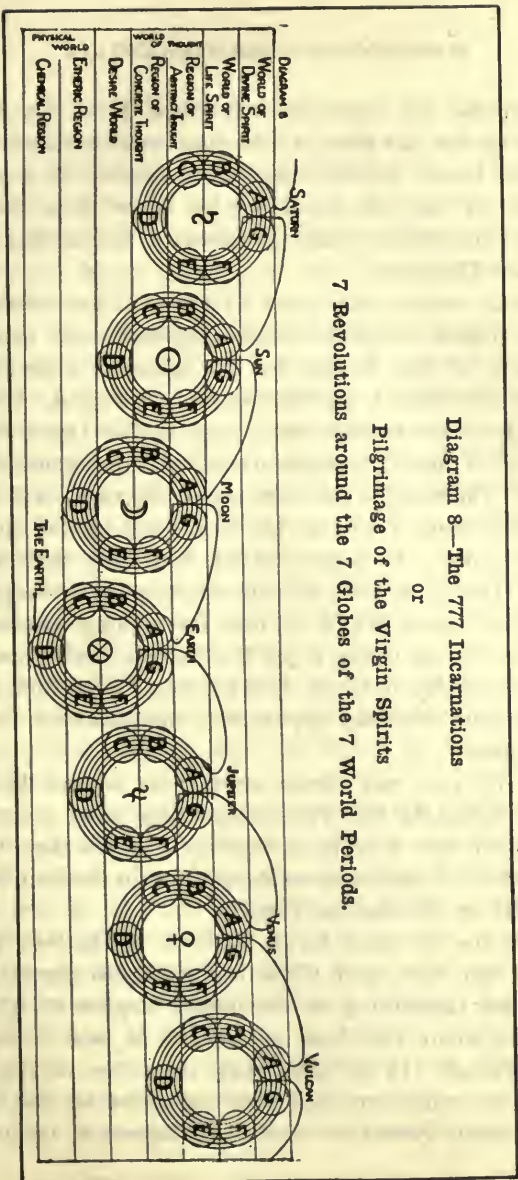 Diagram 8—The 777 Incarnations
or
Pilgrimage of the Virgin Spirits
7 Revolutions around the 7 Globes of the 7 World Periods.
DIAGRAM 8
WORLD OF
DIVINE SPIRIT
WORLD OF
LIFE SPIRIT
WORLD OF THOUGHT
REGION OF
ABSTRACT THOUGHT
REGION OF
CONCRETE THOUGHT
DESIRE WORLD
PHYSICAL WORLD
ETHERIC REGION
CHEMICAL REGION
SATURN
A G
B F
C E
D
♄
SUN
A G
B F
C E
D
☉
MOON
A G
B F
C E
D
☽
EARTH
A G
B F
C E
D
⊗
THE EARTH
JUPITER
A G
B F
C E
D
♃
VENUS
A G
B F
C E
D
♀
VULCAN
A G
B F
C E
D